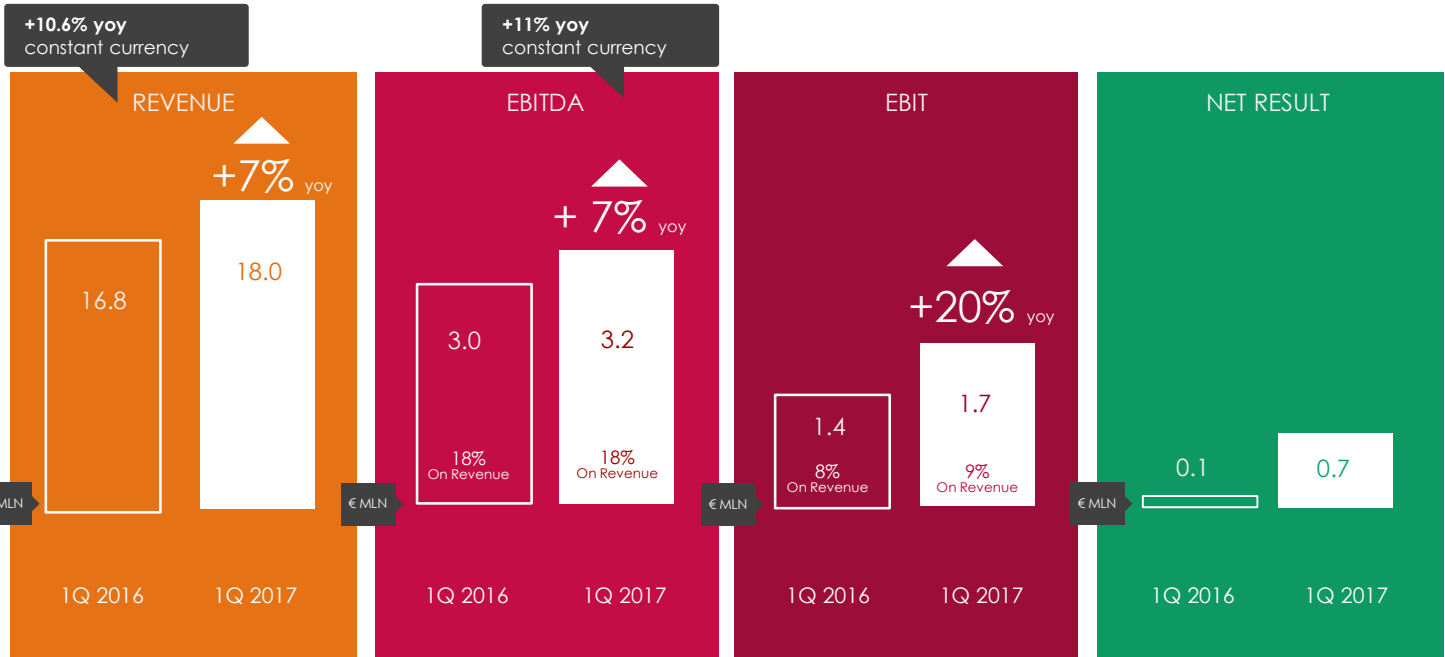 +10.6% yoy
constant currency
REVENUE
+7% yoy
16.8
18.0
MLN
1Q 2016 1Q 2017
+11% yoy
constant currency
EBITDA
+ 7% yoy
3.0
3.2
18%
On Revenue
18%
On Revenue
€ MLN
1Q 2016 1Q 2017
EBIT
+20% yoy
1.4
1.7
8%
On Revenue
9%
On Revenue
€ MLN
1Q 2016 1Q 2017
NET RESULT
0.1
0.7
€ MLN
1Q 2016 1Q 2017